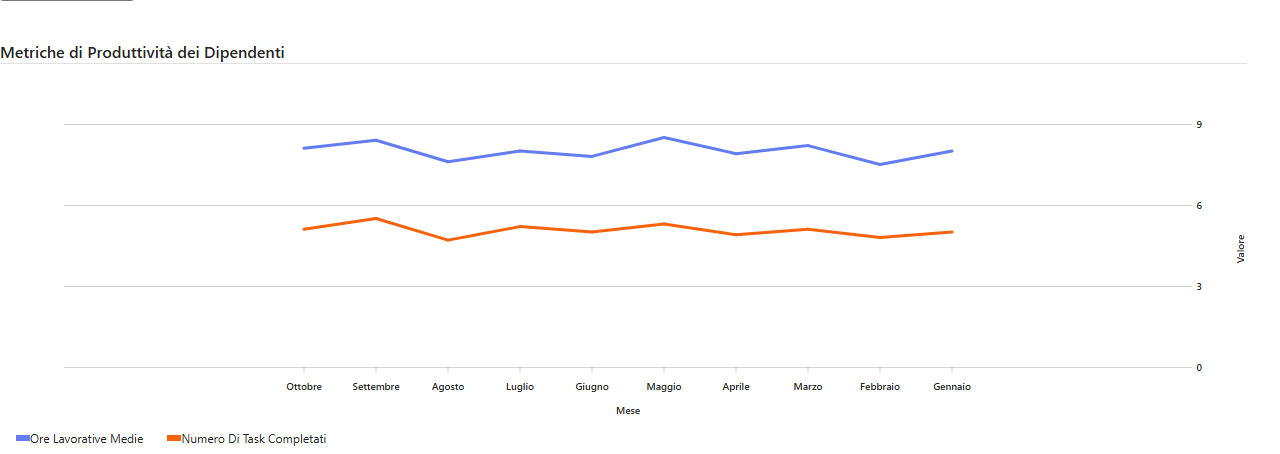 Metriche di Produttività dei Dipendenti
9
6
3
0
Valore
Ottobre Settembre Agosto Luglio Giugno Maggio Aprile Marzo Febbraio Gennaio
Mese
Ore Lavorative Medie Numero Di Task Completati